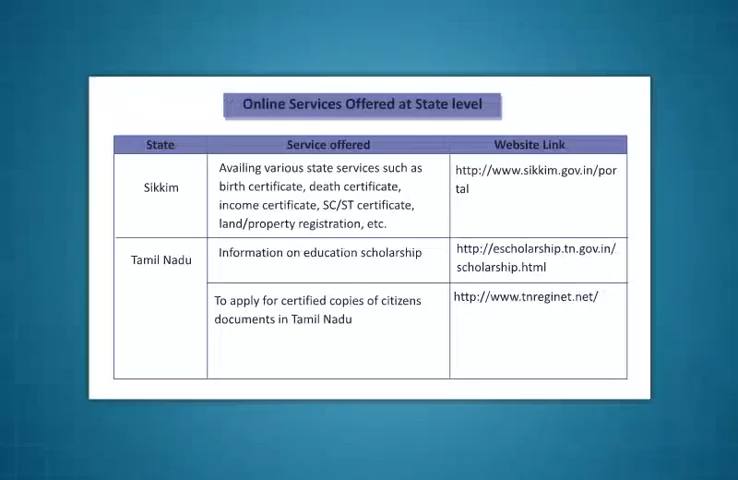 Online Services Offered at State level
State Service offered Website Link
Sikkim
Availing various state services such as
birth certificate, death certificate,
income certificate, SC/ST certificate,
land/property registration, etc.
http://www.sikkim.gov.in/por
tal
Tamil Nadu
Information on education scholarship
http://escholarship.tn.gov.in/
scholarship.html
To apply for certified copies of citizens
documents in Tamil Nadu
http://www.tnreginet.net/